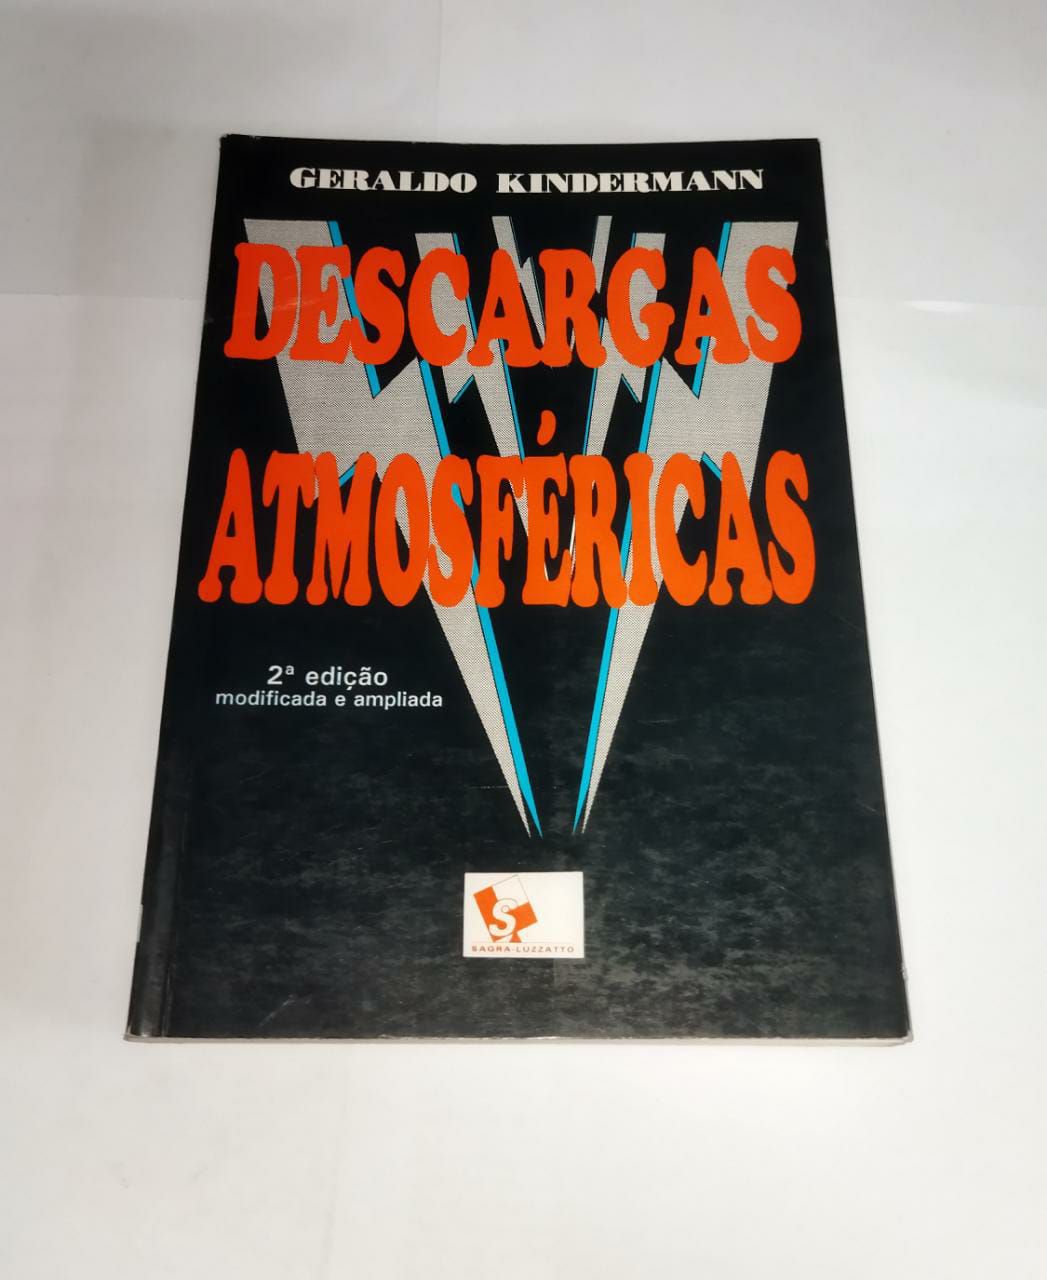 GERALDO KINDERMANN
DESCARGAS
ATMOSFÉRICAS
2ª edição
modificada e ampliada
S
SAGRA-LUZZATTO